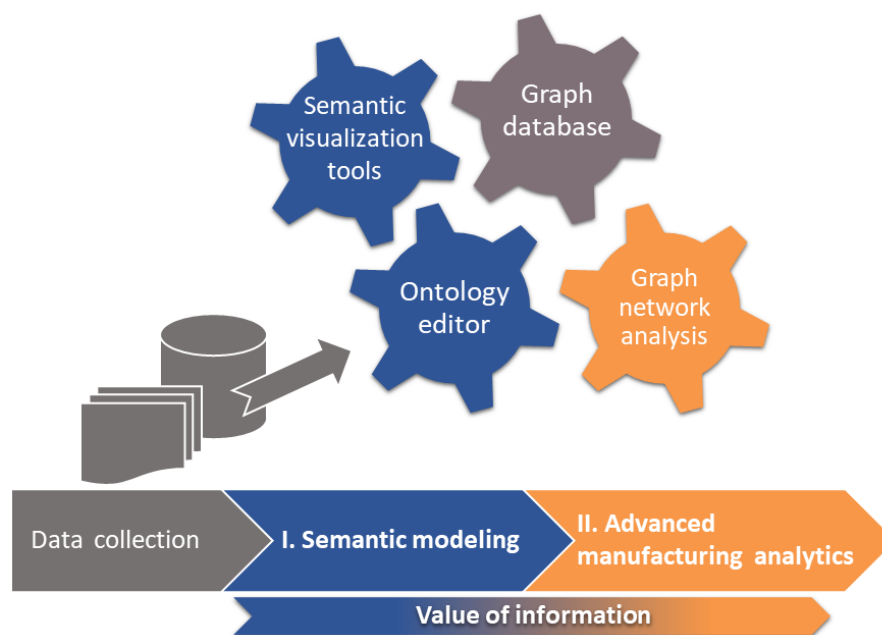 Semantic
visualization
tools
Graph
database
Ontology
editor
Graph
network
analysis
Data collection
I. Semantic modeling
II. Advanced
manufacturing analytics
Value of information